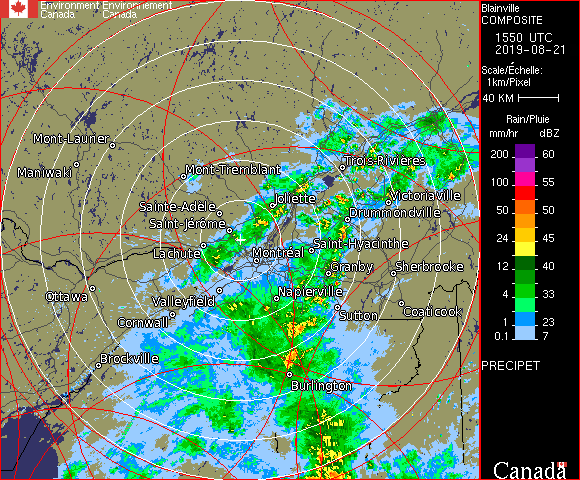 Environment Environnement
Canada Canada
Blainville
COMPOSITE
1550 UTC
2019-08-21
Scale/Échelle:
1km/Pixel
40 KM
Rain/Pluie
mm/hr dBZ
200 60
100 55
50 50
24 45
12 40
4 33
1 23
0.1 7
PRECIPET
Canada
Mont-Laurier
Maniwaki
Mont-Tremblant
Trois-Rivières
Joliette
Victoriaville
Sainte-Adèle
Drummondville
Saint-Jérôme
Saint-Hyacinthe
Lachute
Montréal
Granby
Sherbrooke
Ottawa
Valleyfield
Napierville
Sutton
Coaticook
Cornwall
Brockville
Burlington